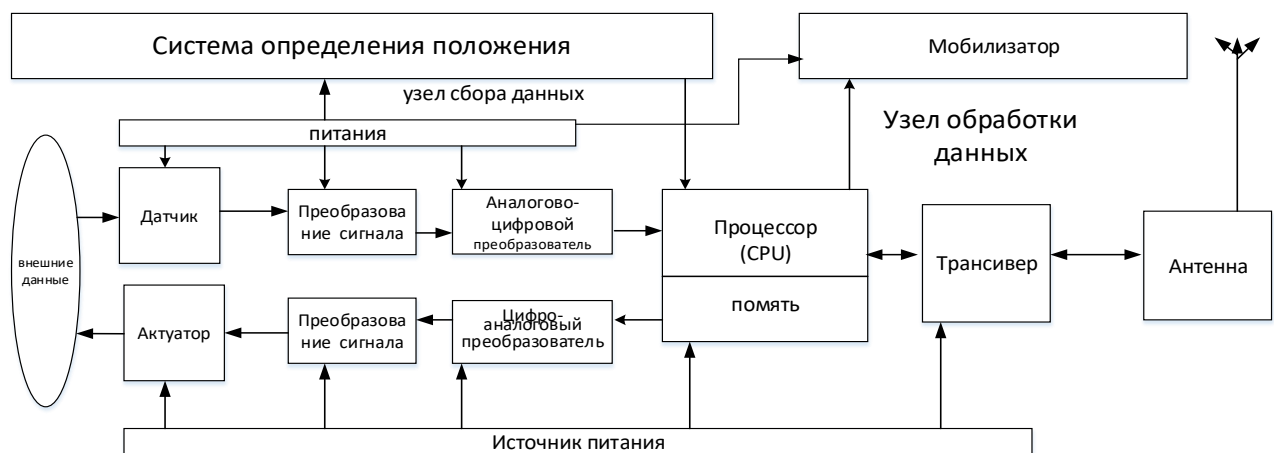 Система определения положения
Мобилизатор
узел сбора данных
питания
Узел обработки
данных
Датчик
Преобразова
ние сигнала
Аналогово-
цифровой
преобразователь
Процессор
(CPU)
помять
Трансивер
Антенна
внешние
данные
Актуатор
Преобразова
ние сигнала
Цифро-
аналоговый
преобразователь
Источник питания